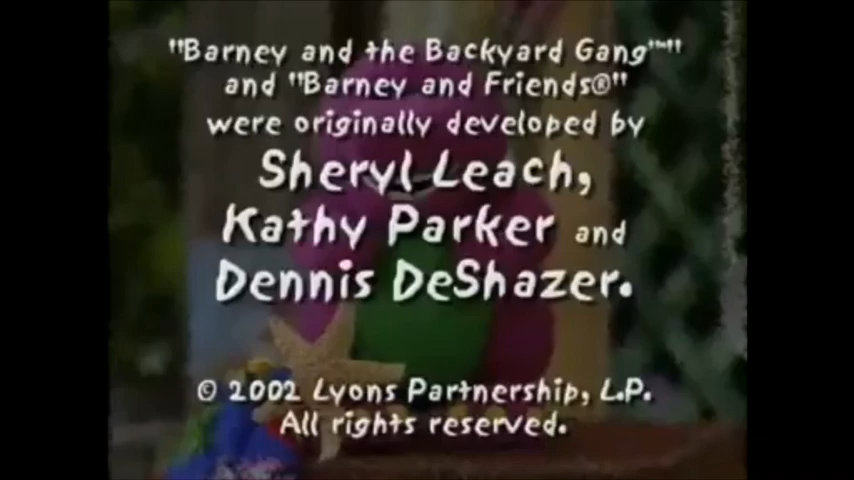 "Barney and the Backyard Gang™"
and "Barney and Friends®"
were originally developed by
Sheryl Leach,
Kathy Parker and
Dennis DeShazer.
© 2002 Lyons Partnership, L.P.
All rights reserved.